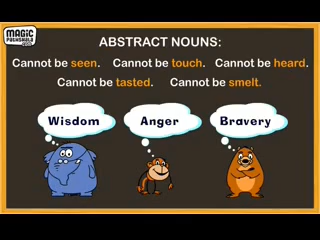 MAGIC
PATHSHALA
ABSTRACT NOUNS:
Cannot be seen. Cannot be touch. Cannot be heard.
Cannot be tasted. Cannot be smelt.
Wisdom Anger Bravery